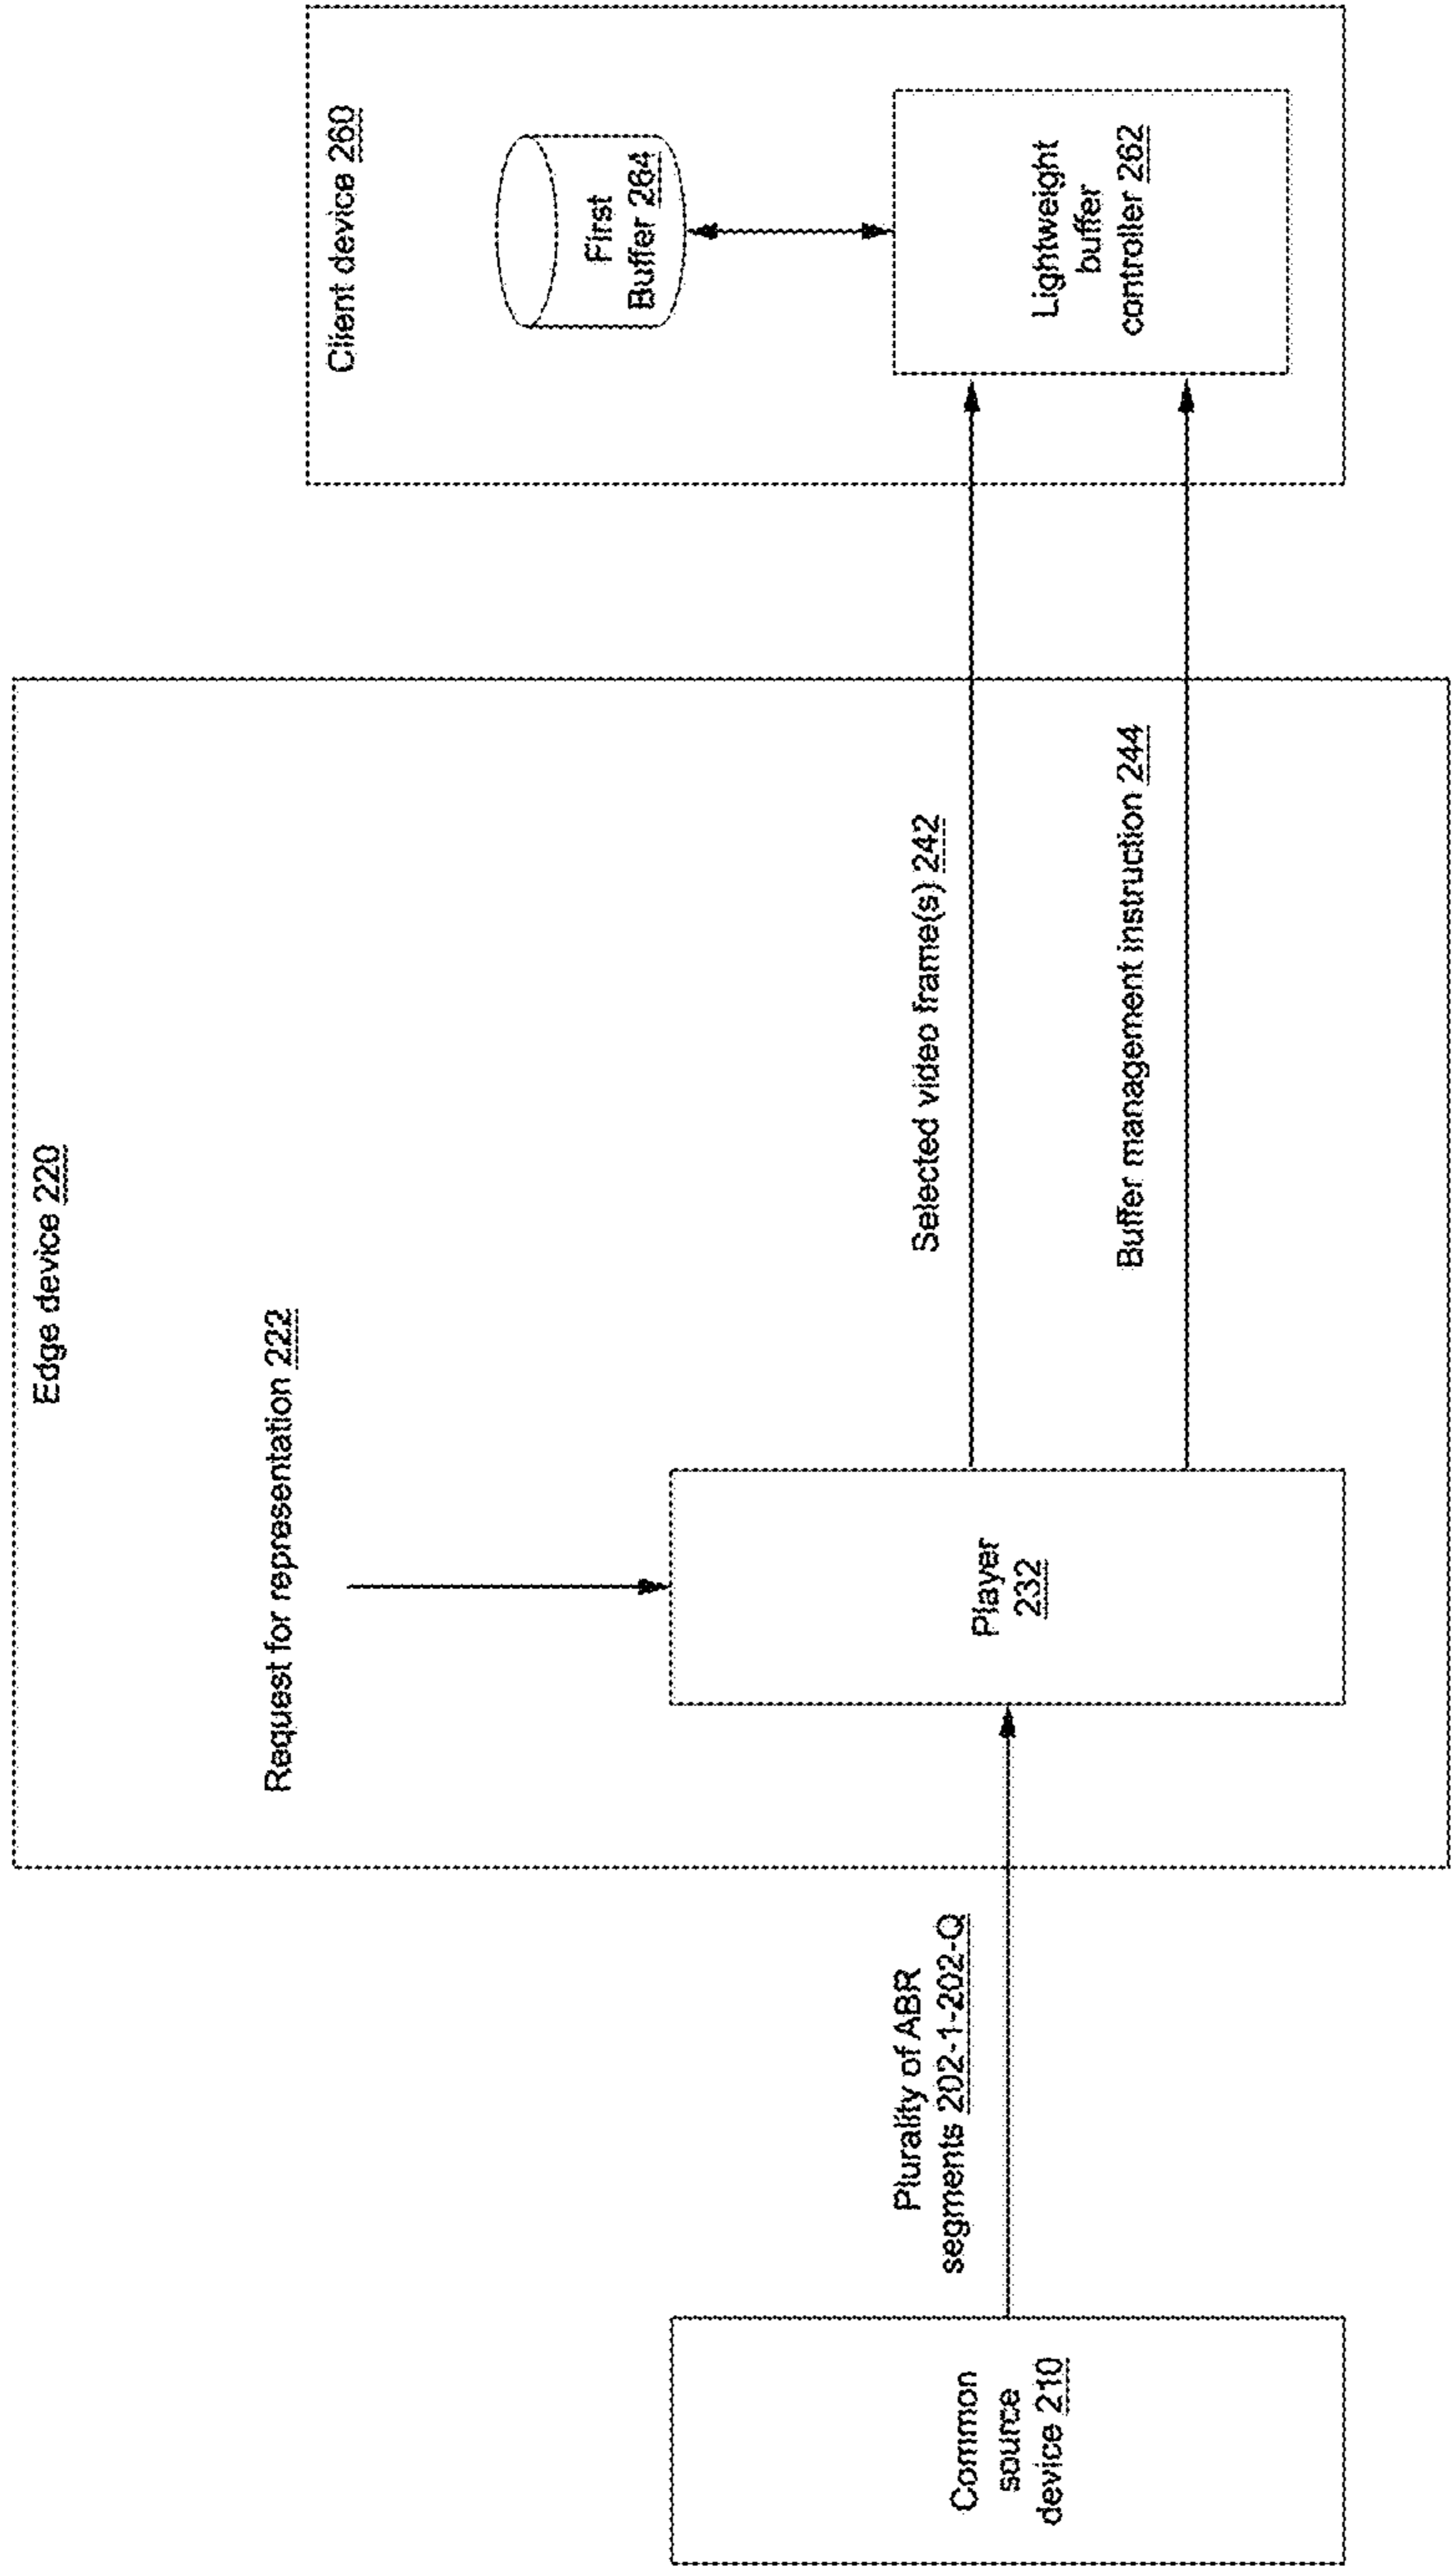 Edge device 220
Client device 260
Request for representation 222
First
Buffer 264
Plurality of ABR
segments 202-1-202-Q
Selected video frame(s) 242
Common
source
device 210
Player
232
Lightweight
buffer
controller 262
Buffer management instruction 244